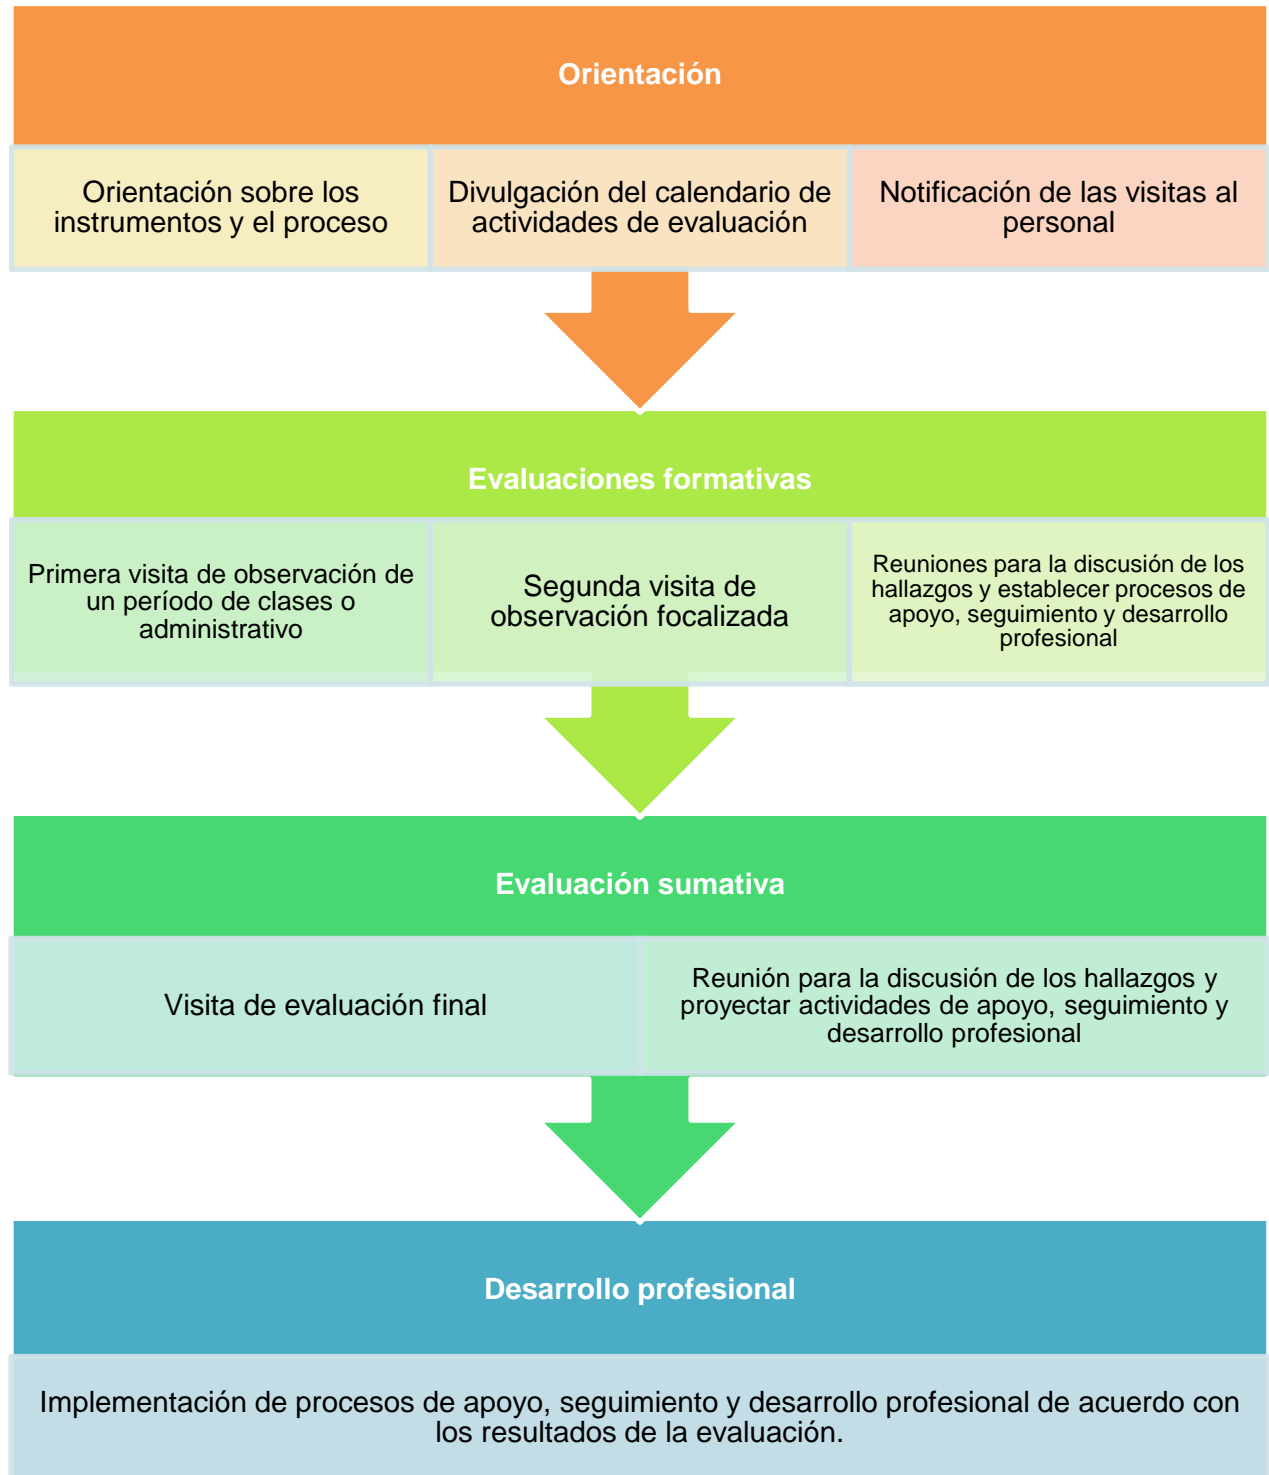 Orientación
Orientación sobre los
instrumentos y el proceso
Divulgación del calendario de
actividades de evaluación
Notificación de las visitas al
personal
Evaluaciones formativas
Primera visita de observación de
un período de clases o
administrativo
Segunda visita de
observación focalizada
Reuniones para la discusión de los
hallazgos y establecer procesos de
apoyo, seguimiento y desarrollo
profesional
Evaluación sumativa
Visita de evaluación final
Reunión para la discusión de los hallazgos y
proyectar actividades de apoyo, seguimiento y
desarrollo profesional
Desarrollo profesional
Implementación de procesos de apoyo, seguimiento y desarrollo profesional de acuerdo con
los resultados de la evaluación.